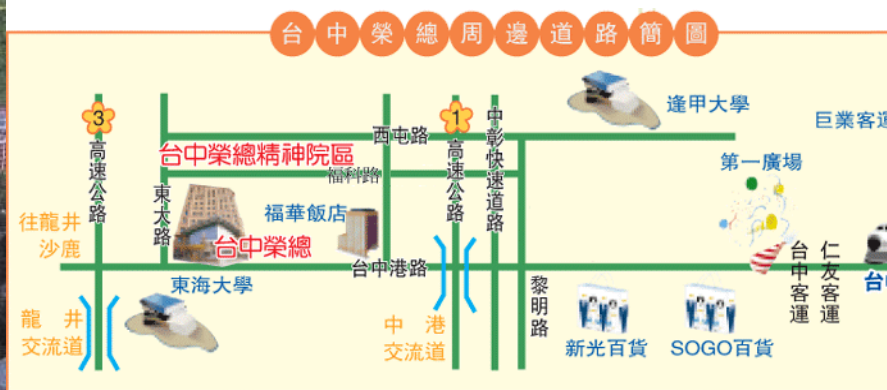 台中榮總周邊道路簡圖
3
高速公路
東大路
西屯路
1
高速公路
中彰快速道路
逢甲大學
巨業客運
台中榮總精神院區
福科路
第一廣場
往龍井
沙鹿
福華飯店
台中榮總
台中港路
東海大學
台中客運
仁友客運
台
龍井
交流道
中港
交流道
黎明路
新光百貨
SOGO百貨